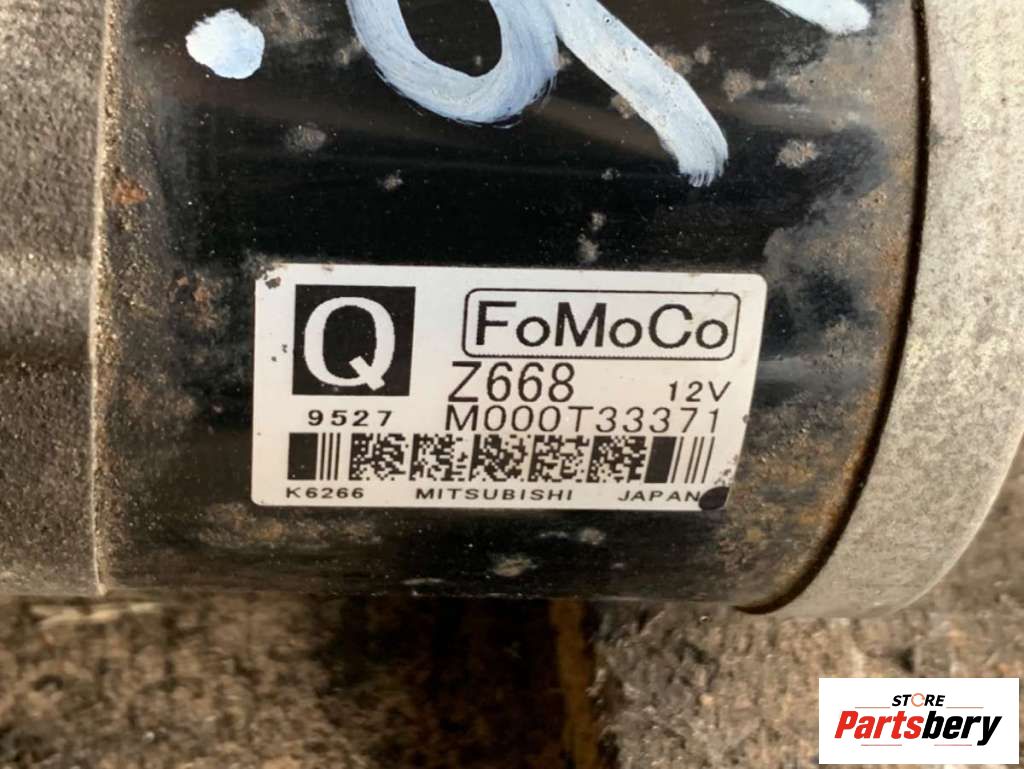 Q
FoMoCo
Z668 12V
9527 M000T33371
K6266 MITSUBISHI JAPAN
STORE
Partsbery